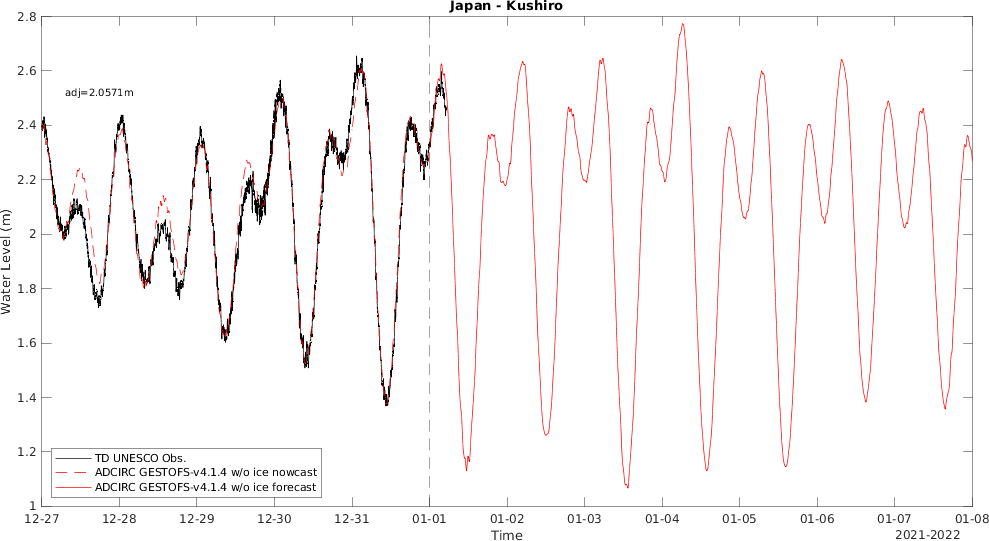 Japan - Kushiro
2.8
2.6
2.4
2.2
2
1.8
1.6
1.4
1.2
1
Water Level (m)
adj=2.0571m
TD UNESCO Obs.
ADCIRC GESTOFS-v4.1.4 w/o ice nowcast
ADCIRC GESTOFS-v4.1.4 w/o ice forecast
12-27 12-28 12-29 12-30 12-31 01-01 01-02 01-03 01-04 01-05 01-06 01-07 01-08
Time
2021-2022